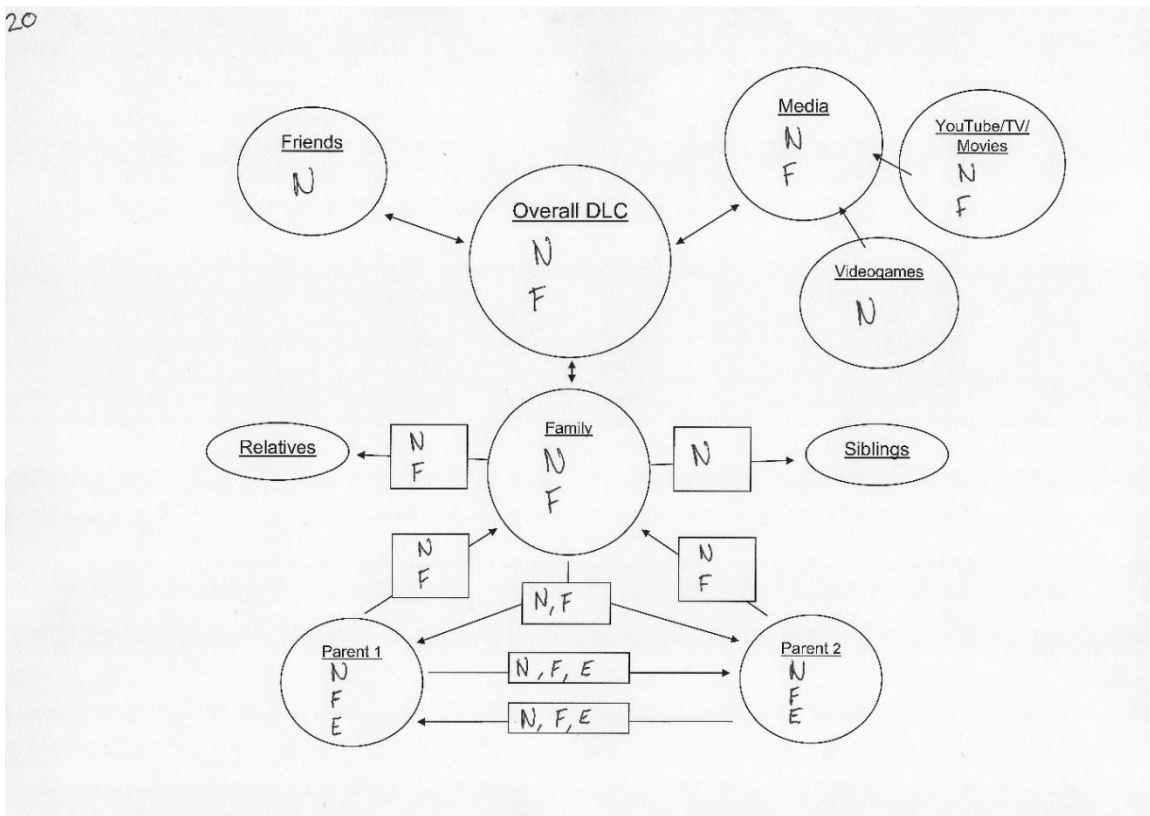 20
Friends
N
Overall DLC
N
F
Media
N
F
YouTube/TV/
Movies
N
F
Videogames
N
Relatives
N
F
Family
N
F
N
Siblings
N
F
N, F
N
F
Parent 1
N
F
E
N, F, E
N, F, E
Parent 2
N
F
E